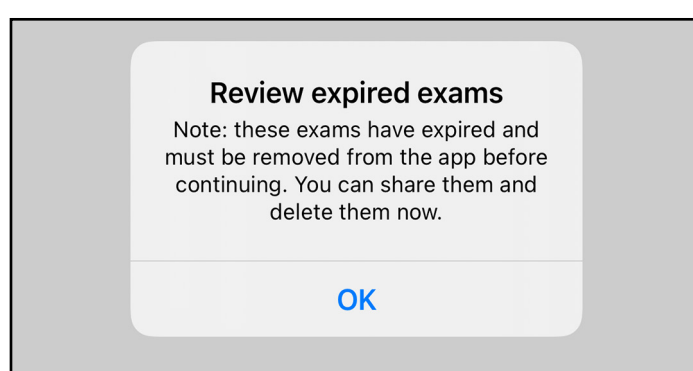 Review expired exams
Note: these exams have expired and
must be removed from the app before
continuing. You can share them and
delete them now.
OK